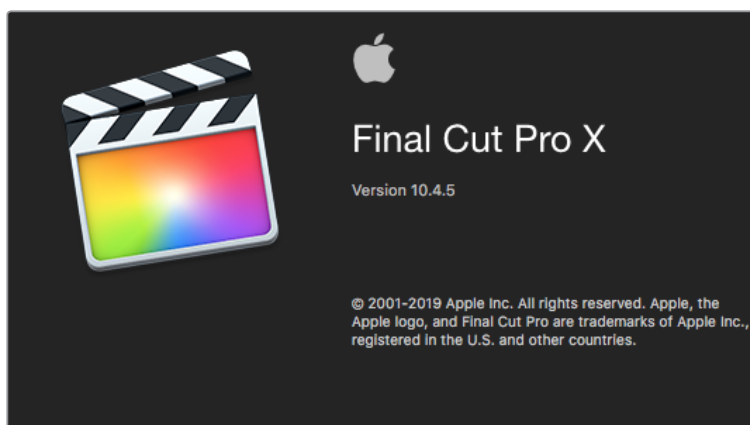 Final Cut Pro X
Version 10.4.5
© 2001-2019 Apple Inc. All rights reserved. Apple, the
Apple logo, and Final Cut Pro are trademarks of Apple Inc.,
registered in the U.S. and other countries.